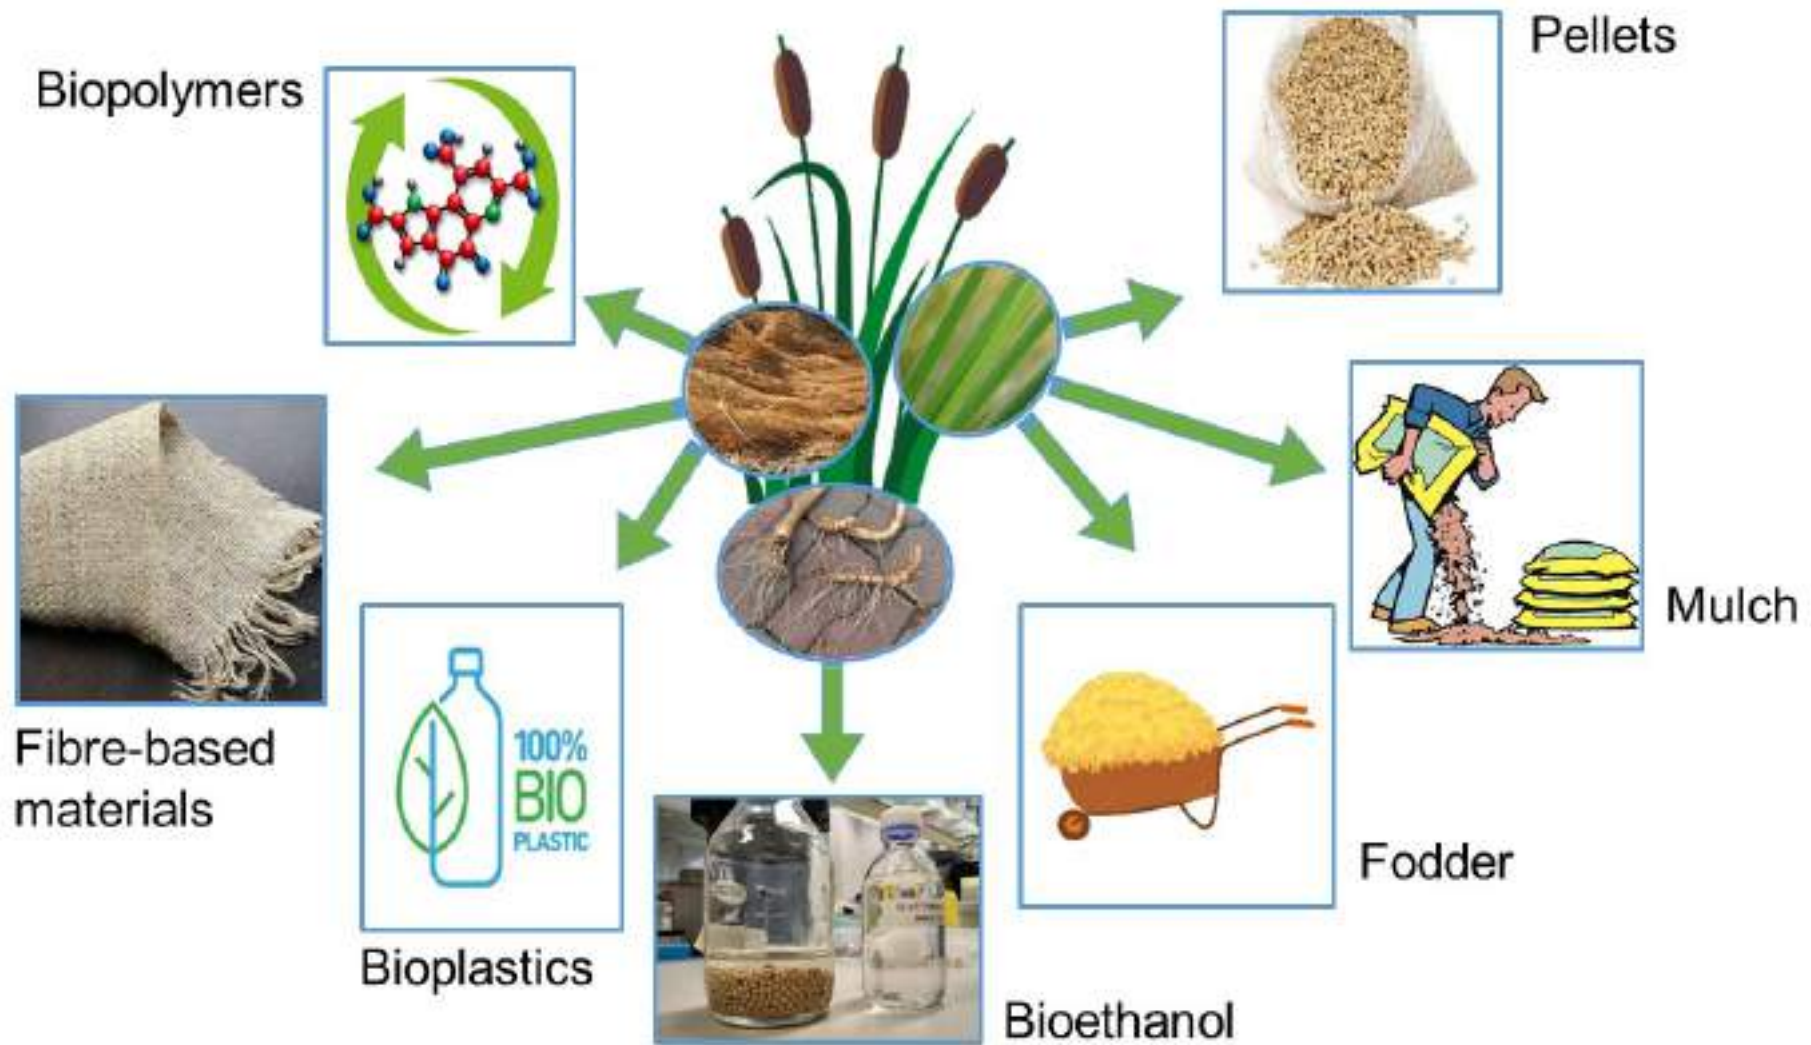 Pellets
Biopolymers
Mulch
Fibre-based
materials
100%
BIO
PLASTIC
Fodder
Bioplastics
Bioethanol